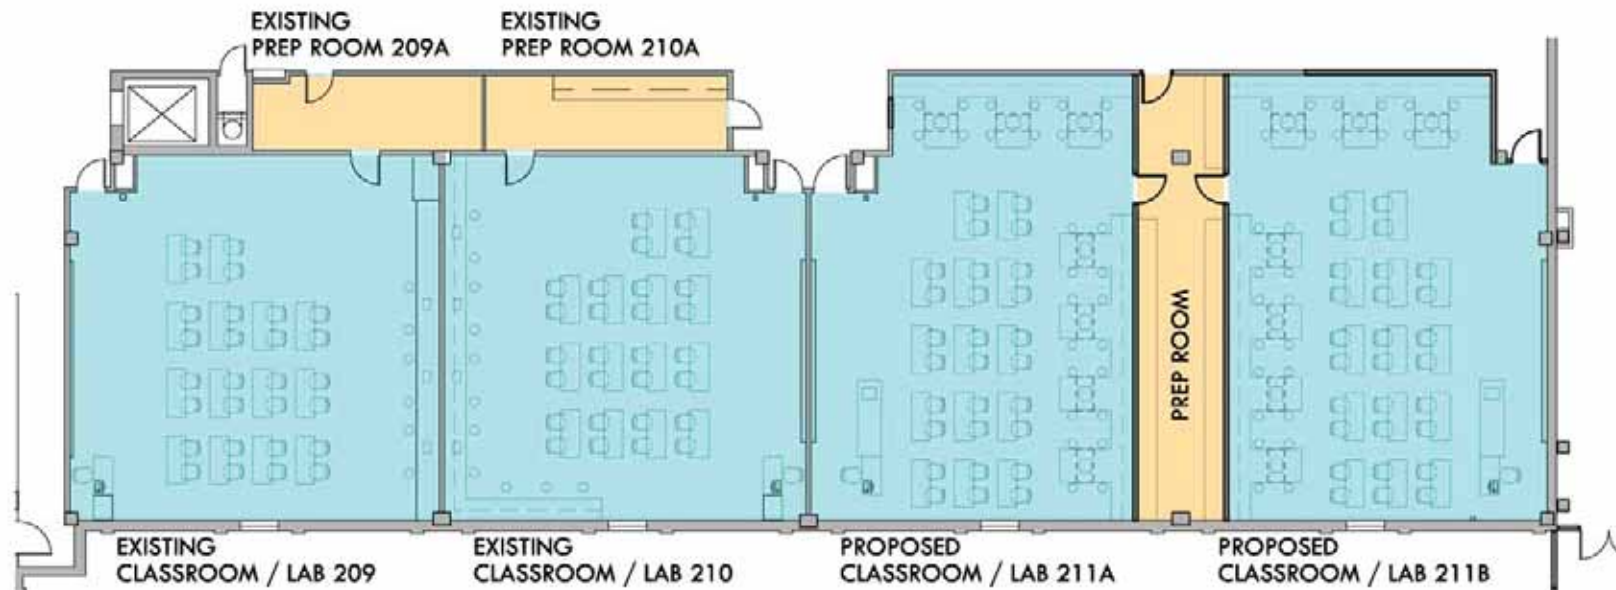 EXISTING
PREP ROOM 209A
EXISTING
PREP ROOM 210A
PREP ROOM
EXISTING
CLASSROOM / LAB 209
EXISTING
CLASSROOM / LAB 210
PROPOSED
CLASSROOM / LAB 211A
PROPOSED
CLASSROOM / LAB 211B